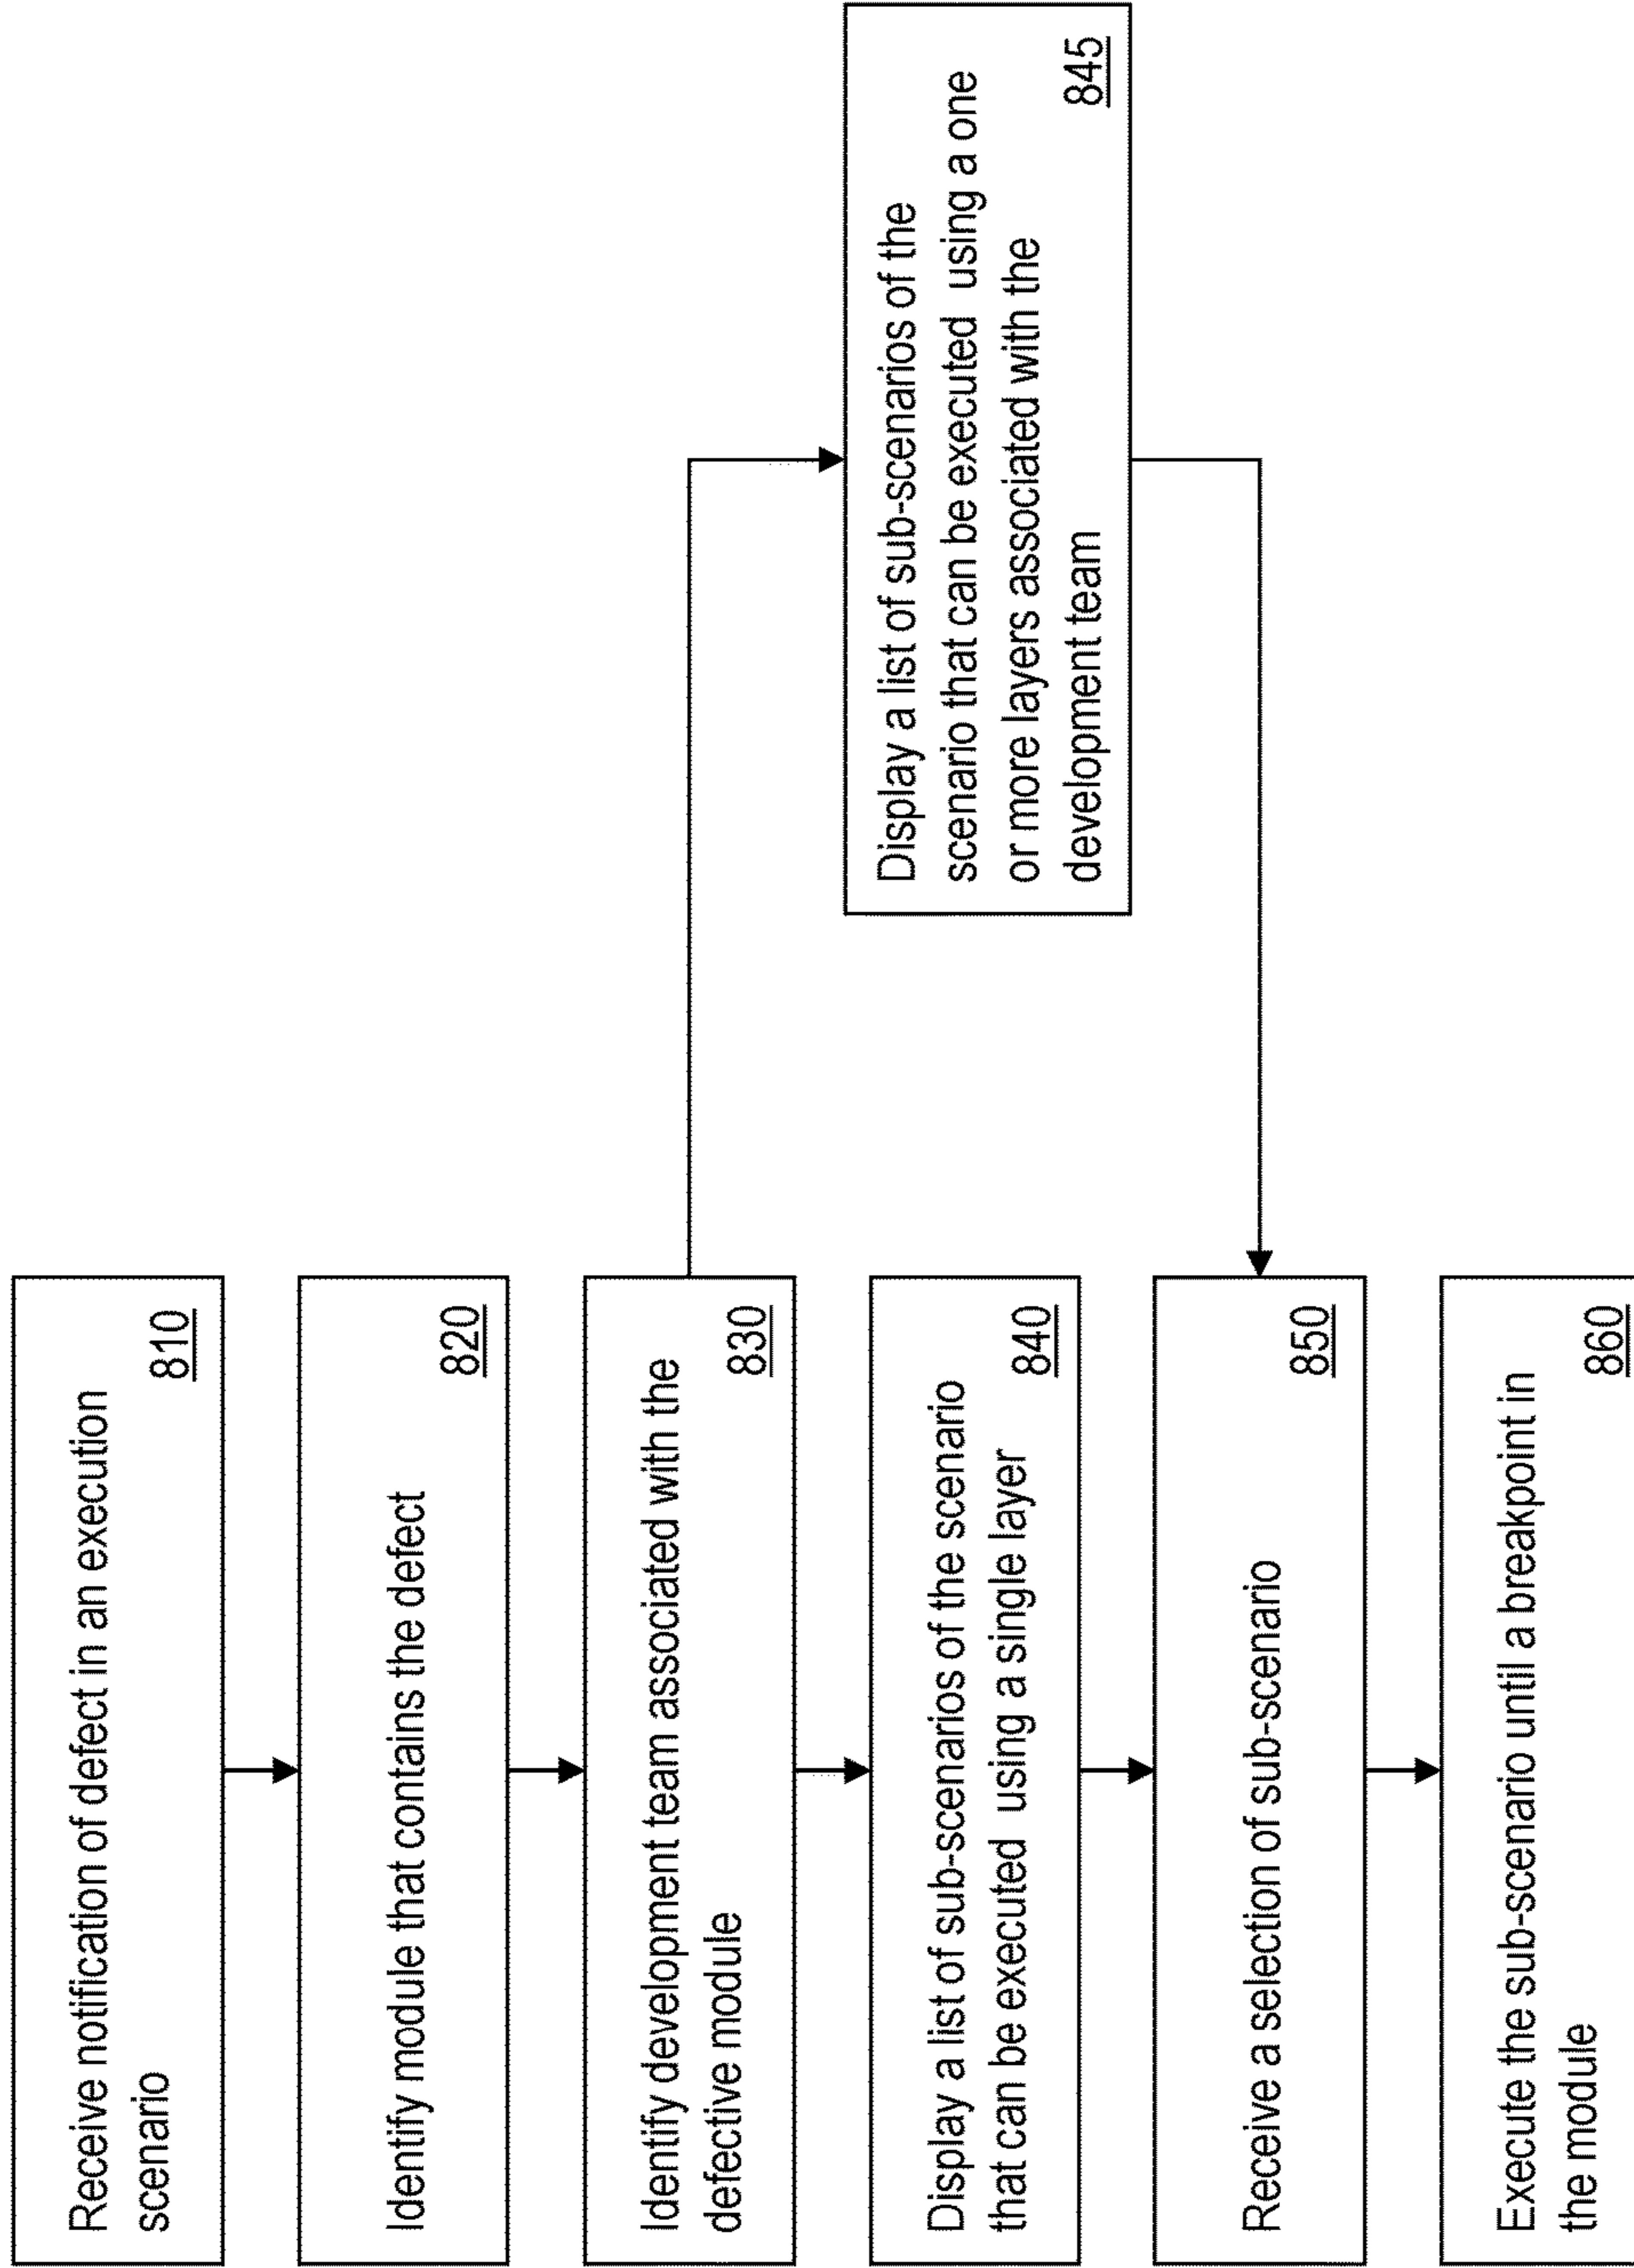 Receive notification of defect in an execution
scenario
810
Identify module that contains the defect
820
Identify development team associated with the
defective module
830
Display a list of sub-scenarios of the scenario
that can be executed using a single layer
840
Display a list of sub-scenarios of the
scenario that can be executed using a one
or more layers associated with the
development team
845
Receive a selection of sub-scenario
850
Execute the sub-scenario until a breakpoint in
the module
860